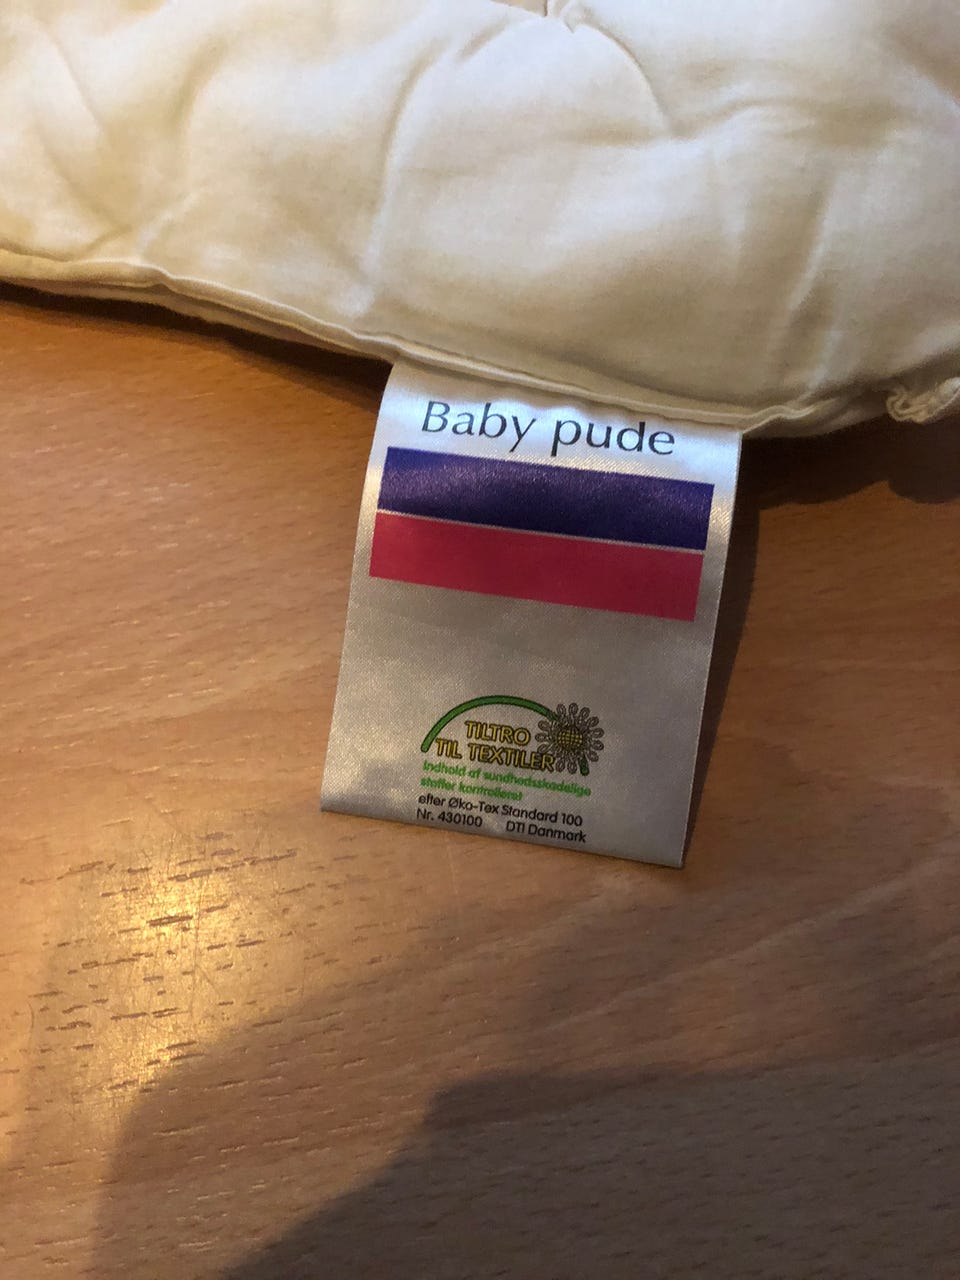 Baby pude
TILTRO
TIL TEXTILER
Indhold af sundhedsskadelige
stoffer kontrolleret
efter Øko-Tex Standard 100
Nr. 430100 DTI Danmark